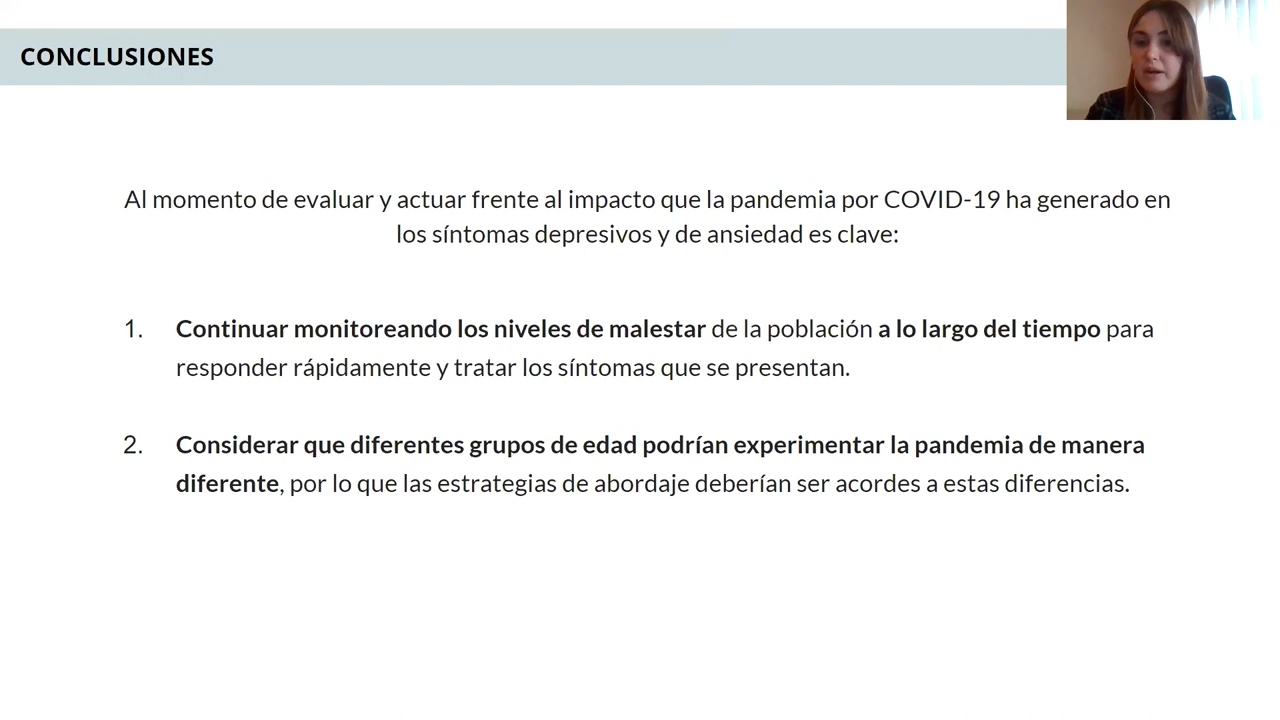 CONCLUSIONES
Al momento de evaluar y actuar frente al impacto que la pandemia por COVID-19 ha generado en
los síntomas depresivos y de ansiedad es clave:
1. Continuar monitoreando los niveles de malestar de la población a lo largo del tiempo para
responder rápidamente y tratar los síntomas que se presentan.
2. Considerar que diferentes grupos de edad podrían experimentar la pandemia de manera
diferente, por lo que las estrategias de abordaje deberían ser acordes a estas diferencias.